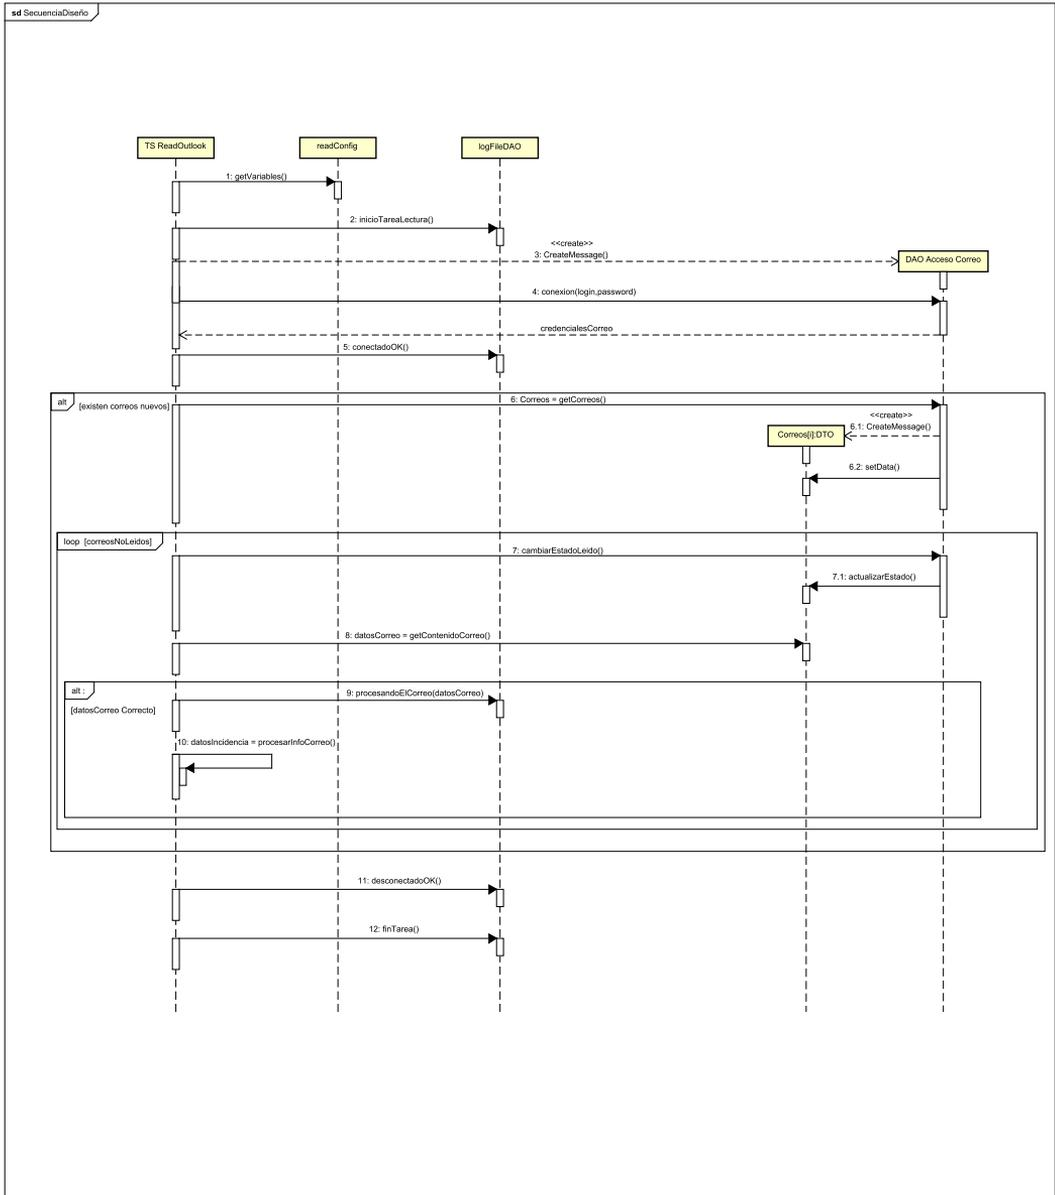 sd SecuenciaDiseño
TS ReadOutlook
readConfig
logFileDAO
1: getVariables()
2: inicioTareaLectura()
<<create>>
3: CreateMessage()
DAO Acceso Correo
4: conexion(login,password)
credencialesCorreo
5: conectadoOK()
alt
[existen correos nuevos]
6: Correos = getCorreos()
<<create>>
6.1: CreateMessage()
Correos[i]:DTO
6.2: setData()
loop [correosNoLeidos]
7: cambiarEstadoLeido()
7.1: actualizarEstado()
8: datosCorreo = getContenidoCorreo()
alt :
9: procesandoElCorreo(datosCorreo)
[datosCorreo Correcto]
10: datosIncidencia = procesarInfoCorreo()
11: desconectadoOK()
12: finTarea()